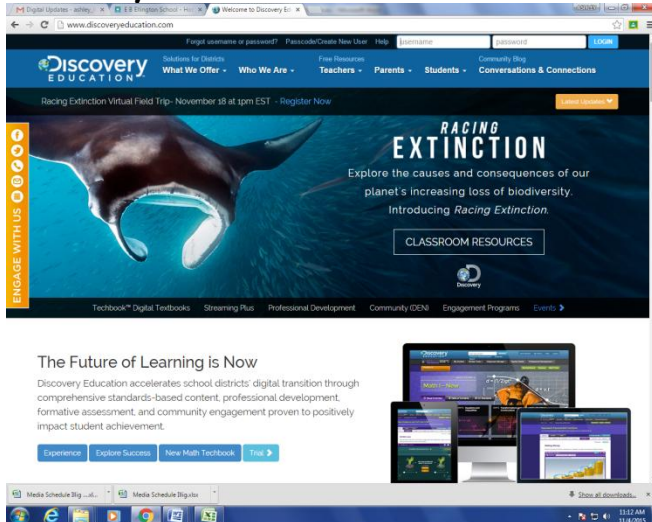 Digital Updates - ashley_
E B Ellington School - Ho
Welcome to Discovery Ed
www.discoveryeducation.com
Forgot username or password? Passcode/Create New User Help username password LOGIN
Discovery
EDUCATION
Solutions for Districts
What We Offer
Who We Are
Free Resources
Teachers
Parents
Students
Community Blog
Conversations & Connections
Racing Extinction Virtual Field Trip- November 18 at 1pm EST - Register Now
Latest Updates
ENGAGE WITH US
RACING
EXTINCTION
Explore the causes and consequences of our
planet's increasing loss of biodiversity.
Introducing Racing Extinction.
CLASSROOM RESOURCES
Discovery
Techbook™ Digital Textbooks Streaming Plus Professional Development Community (DEN) Engagement Programs Events
The Future of Learning is Now
Discovery Education accelerates school districts' digital transition through
comprehensive standards-based content, professional development,
formative assessment, and community engagement proven to positively
impact student achievement.
Experience Explore Success New Math Techbook Trial
Media Schedule Blig ....xl... Media Schedule Blig.xlsx Show all downloads...
11:12 AM
11/4/2015